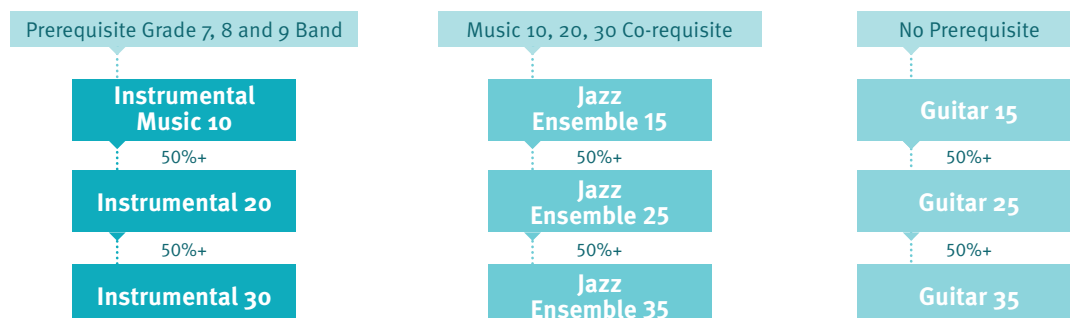 Prerequisite Grade 7, 8 and 9 Band
Instrumental
Music 10
50%+
Instrumental 20
50%+
Instrumental 30
Music 10, 20, 30 Co-requisite
Jazz
Ensemble 15
50%+
Jazz
Ensemble 25
50%+
Jazz
Ensemble 35
No Prerequisite
Guitar 15
50%+
Guitar 25
50%+
Guitar 35